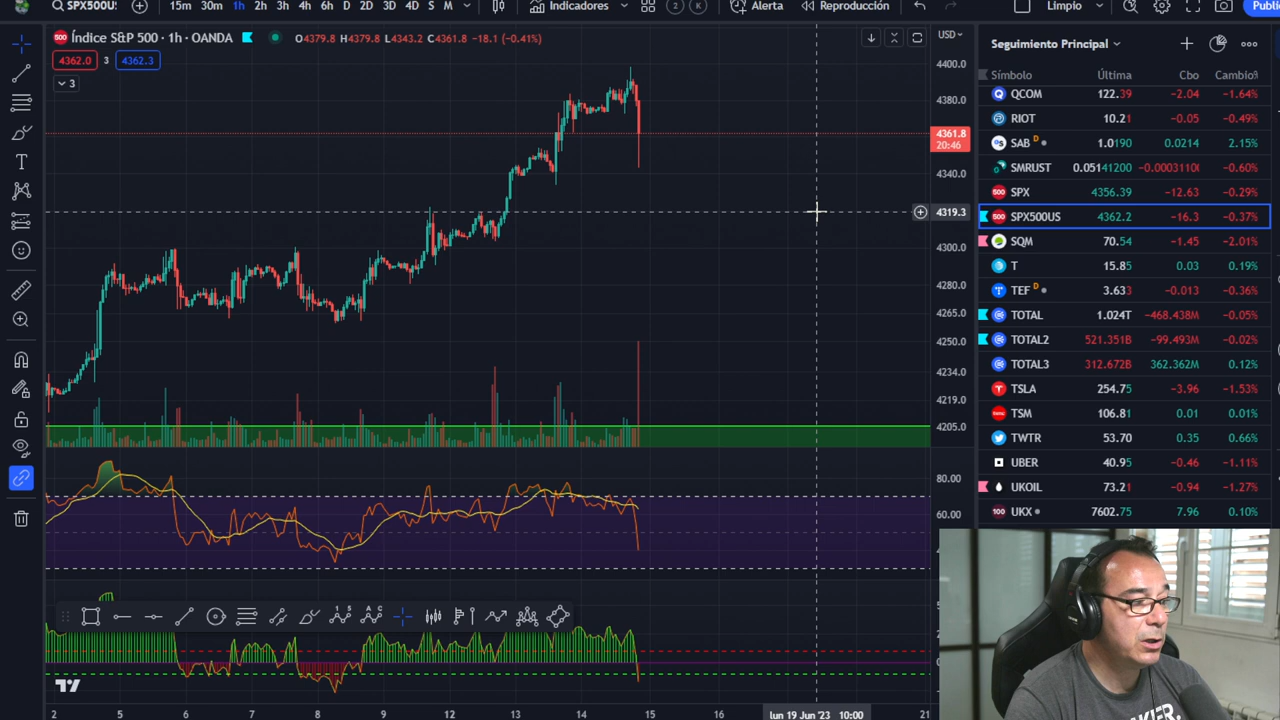 SPX500U
15m 30m 1h 2h 3h 4h 6h D 2D 3D 4D S M
Indicadores
2 K
Alerta
Reproducción
Limpio
Publi
500 Índice S&P 500 · 1h · OANDA O4379.8 H4379.8 L4343.2 C4361.8 -18.1 (-0.41%)
4362.0 3 4362.3
3
USD
4400.0
4380.0
4361.8
20:46
4340.0
4319.3
4300.0
4280.0
4265.0
4250.0
4234.0
4219.0
4205.0
80.00
60.00
2 5 6 7 8 9 12 13 14 15 16 lun 19 Jun '23 10:00 21
Seguimiento Principal
Símbolo Última Cbo Cambio%
QCOM 122.39 -2.04 -1.64%
RIOT 10.21 -0.05 -0.49%
SAB D 1.0190 0.0214 2.15%
SMRUST 0.05141200 -0.0003110( -0.60%
500 SPX 4356.39 -12.63 -0.29%
500 SPX500US 4362.2 -16.3 -0.37%
SQM 70.54 -1.45 -2.01%
T 15.85 0.03 0.19%
TEF D 3.633 -0.013 -0.36%
TOTAL 1.024T -468.438M -0.05%
TOTAL2 521.351B -99.493M -0.02%
TOTAL3 312.672B 362.362M 0.12%
TSLA 254.75 -3.96 -1.53%
TSM 106.81 0.01 0.01%
TWTR 53.70 0.35 0.66%
UBER 40.95 -0.46 -1.11%
UKOIL 73.21 -0.94 -1.27%
100 UKX 7602.75 7.96 0.10%